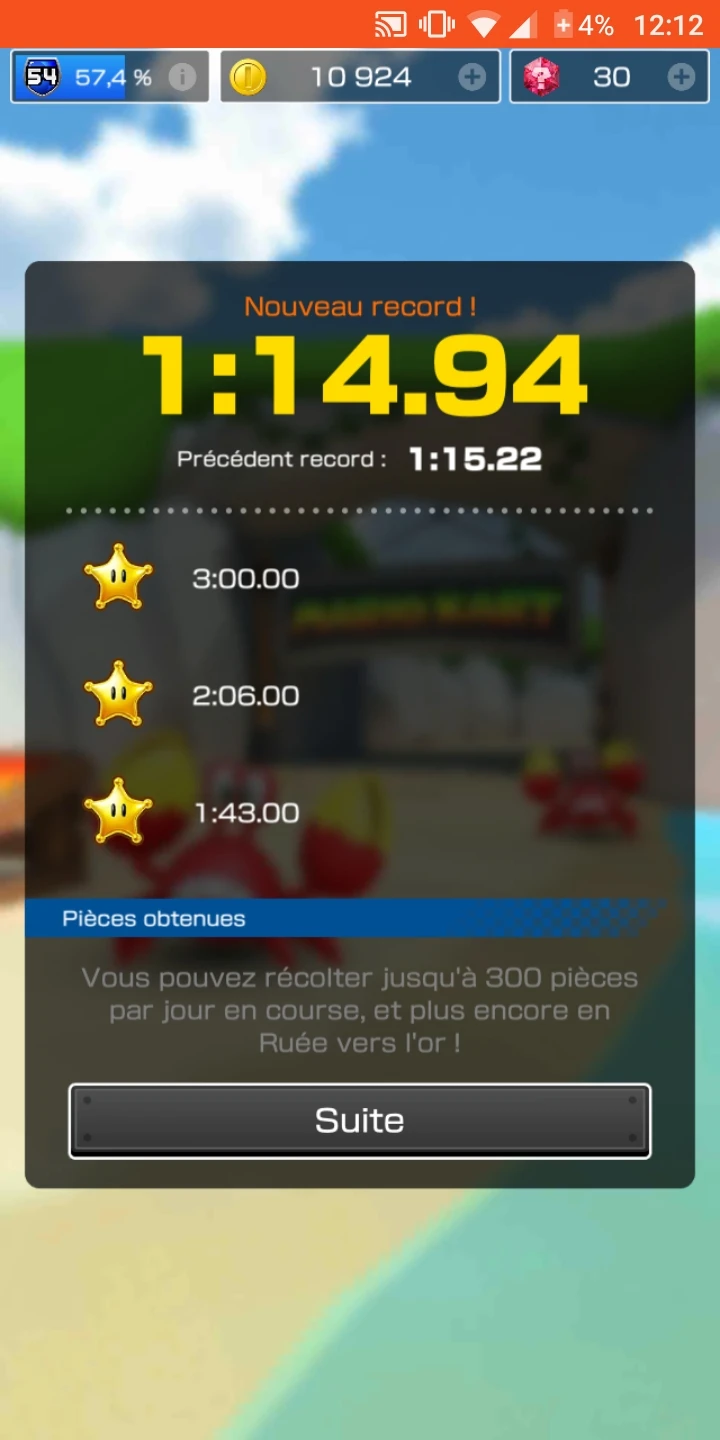 4% 12:12
54 57,4 % i 10 924 + ? 30 +
Nouveau record !
1:14.94
Précédent record : 1:15.22
3:00.00
2:06.00
1:43.00
Pièces obtenues
Vous pouvez récolter jusqu'à 300 pièces
par jour en course, et plus encore en
Ruée vers l'or !
Suite
MARIO KART